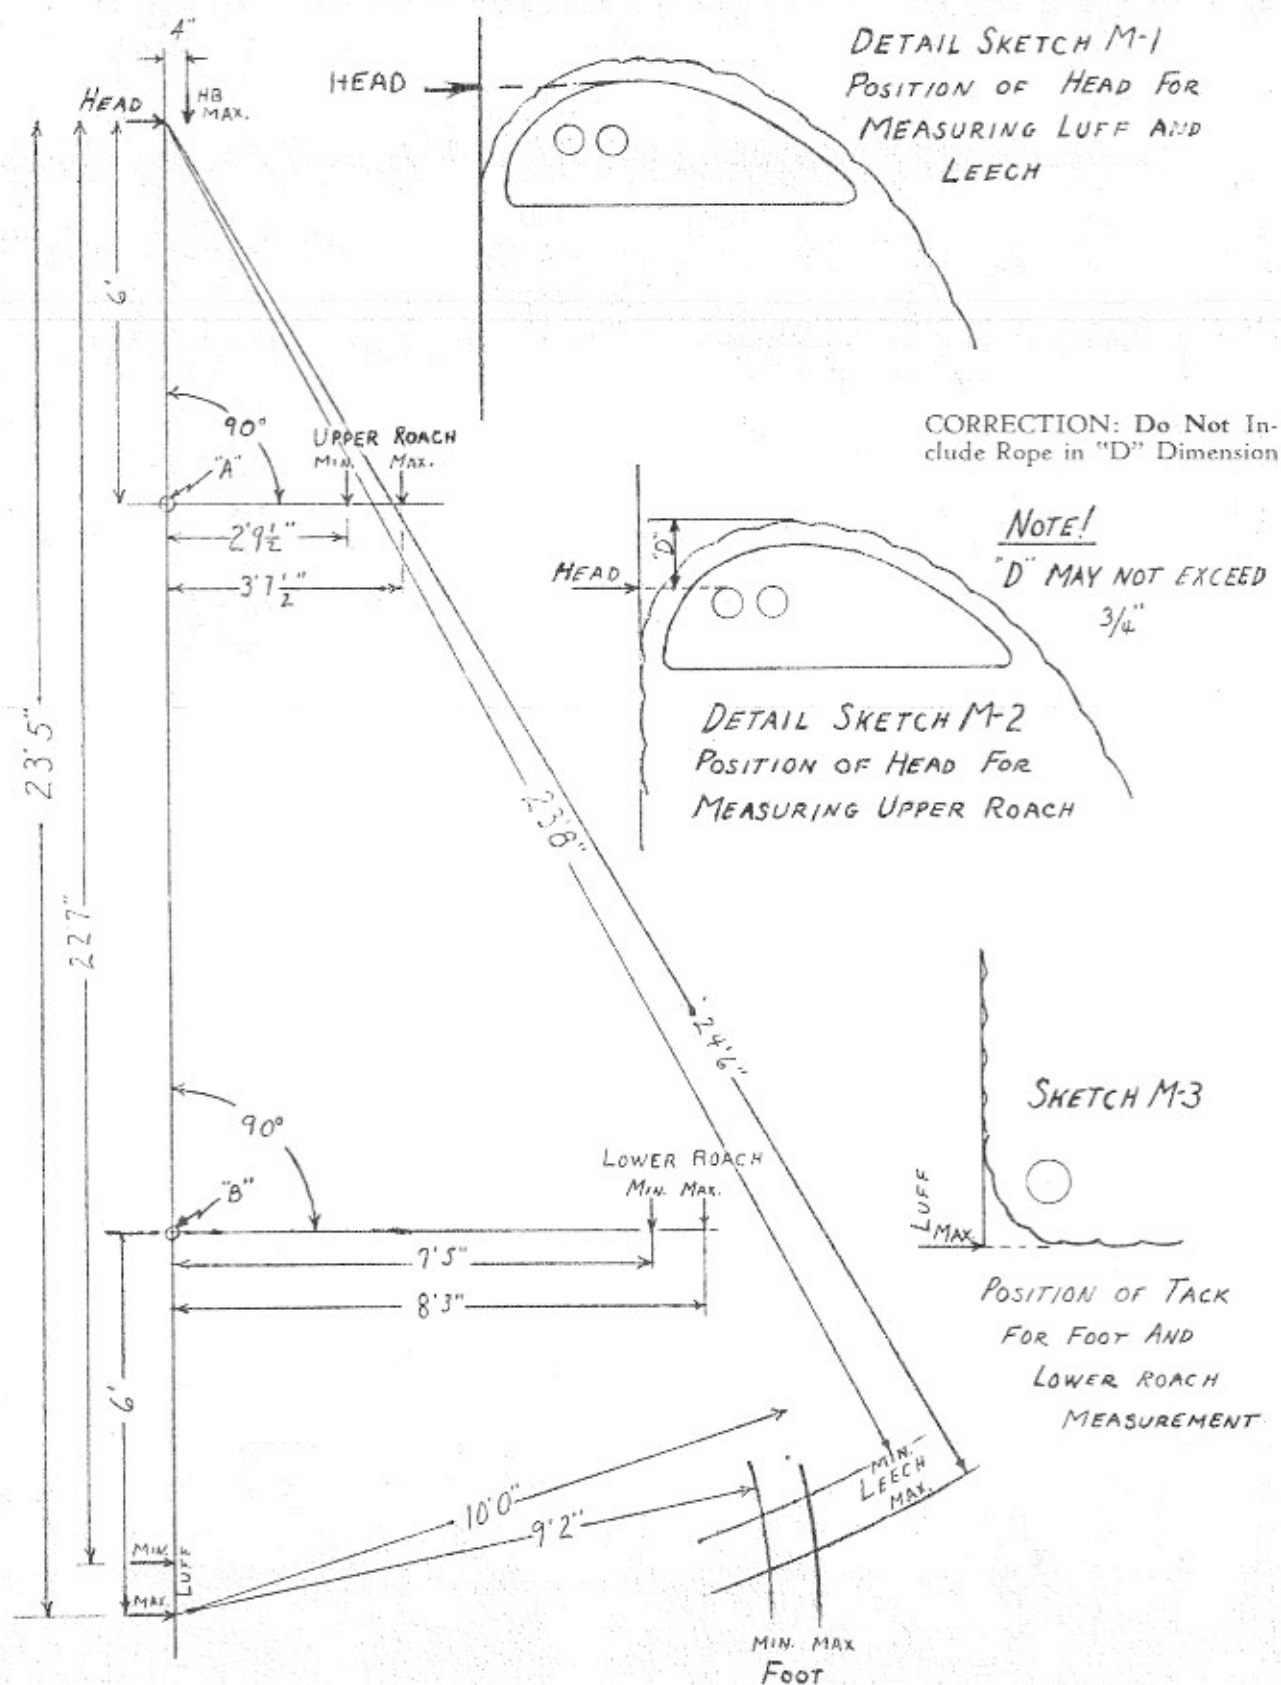 4"
HEAD
HB
MAX.
6'
90°
"A"
UPPER ROACH
MIN. MAX.
2'9½"
3'7½"
23'5"
22'7"
23'8"
24'6"
90°
"B"
LOWER ROACH
MIN. MAX.
7'5"
8'3"
6'
10'0"
9'2"
MIN.
LEECH
MAX.
MIN.
LUFF
MAX.
MIN. MAX
FOOT
HEAD
DETAIL SKETCH M-1
POSITION OF HEAD FOR
MEASURING LUFF AND
LEECH
CORRECTION: Do Not In-
clude Rope in "D" Dimension
NOTE!
"D" MAY NOT EXCEED
3/4"
"D"
HEAD
DETAIL SKETCH M-2
POSITION OF HEAD FOR
MEASURING UPPER ROACH
SKETCH M-3
LUFF
MAX.
POSITION OF TACK
FOR FOOT AND
LOWER ROACH
MEASUREMENT